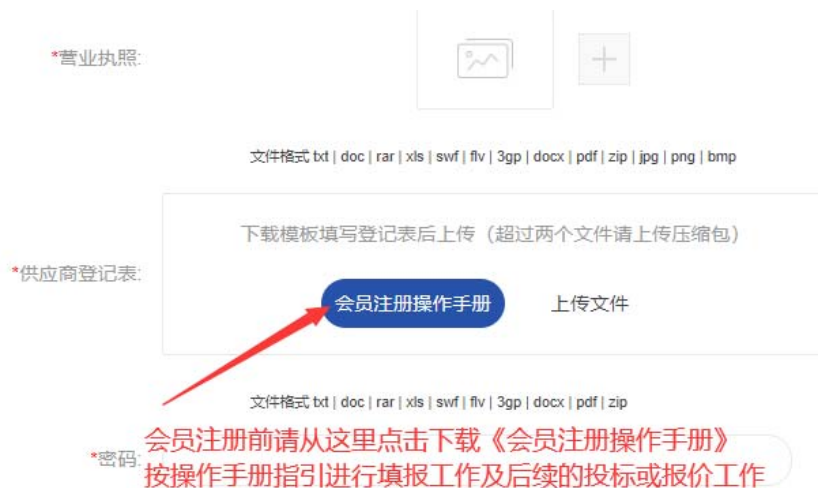 *营业执照:
文件格式 txt | doc | rar | xls | swf | flv | 3gp | docx | pdf | zip | jpg | png | bmp
下载模板填写登记表后上传（超过两个文件请上传压缩包）
*供应商登记表:
会员注册操作手册 上传文件
文件格式 txt | doc | rar | xls | swf | flv | 3gp | docx | pdf | zip
会员注册前请从这里点击下载《会员注册操作手册》
*密码:
按操作手册指引进行填报工作及后续的投标或报价工作